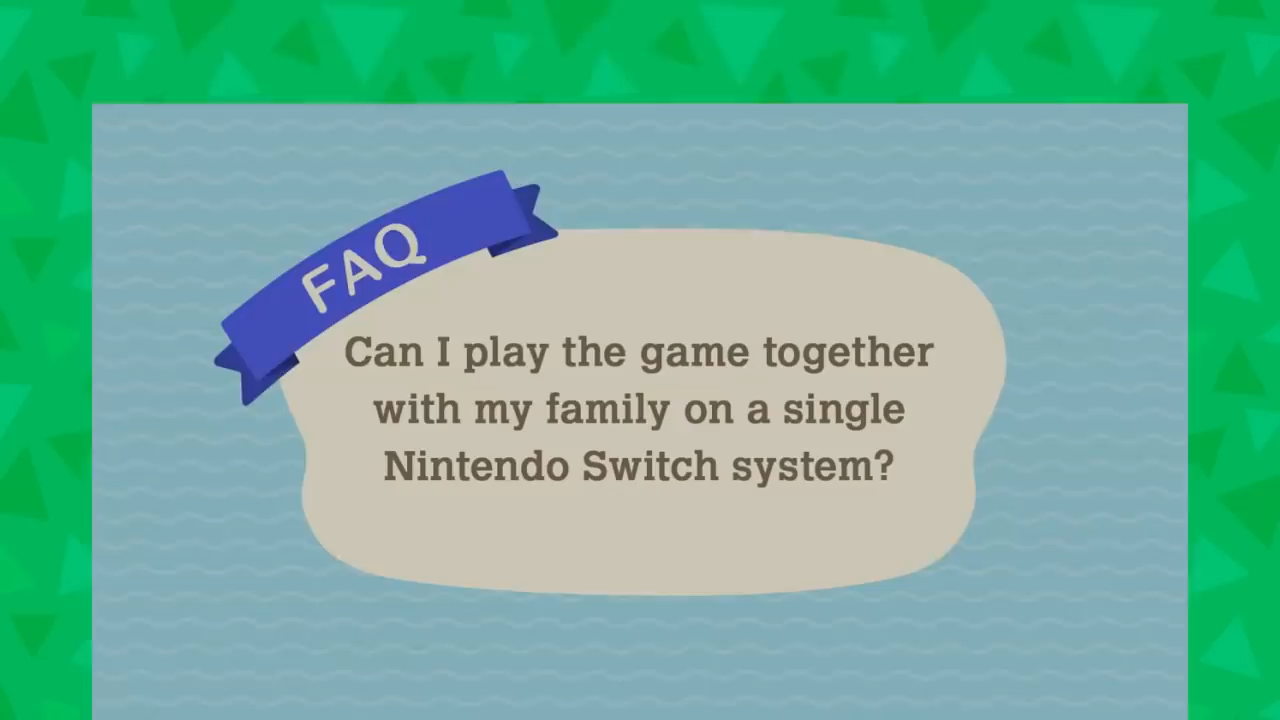 FAQ
Can I play the game together
with my family on a single
Nintendo Switch system?